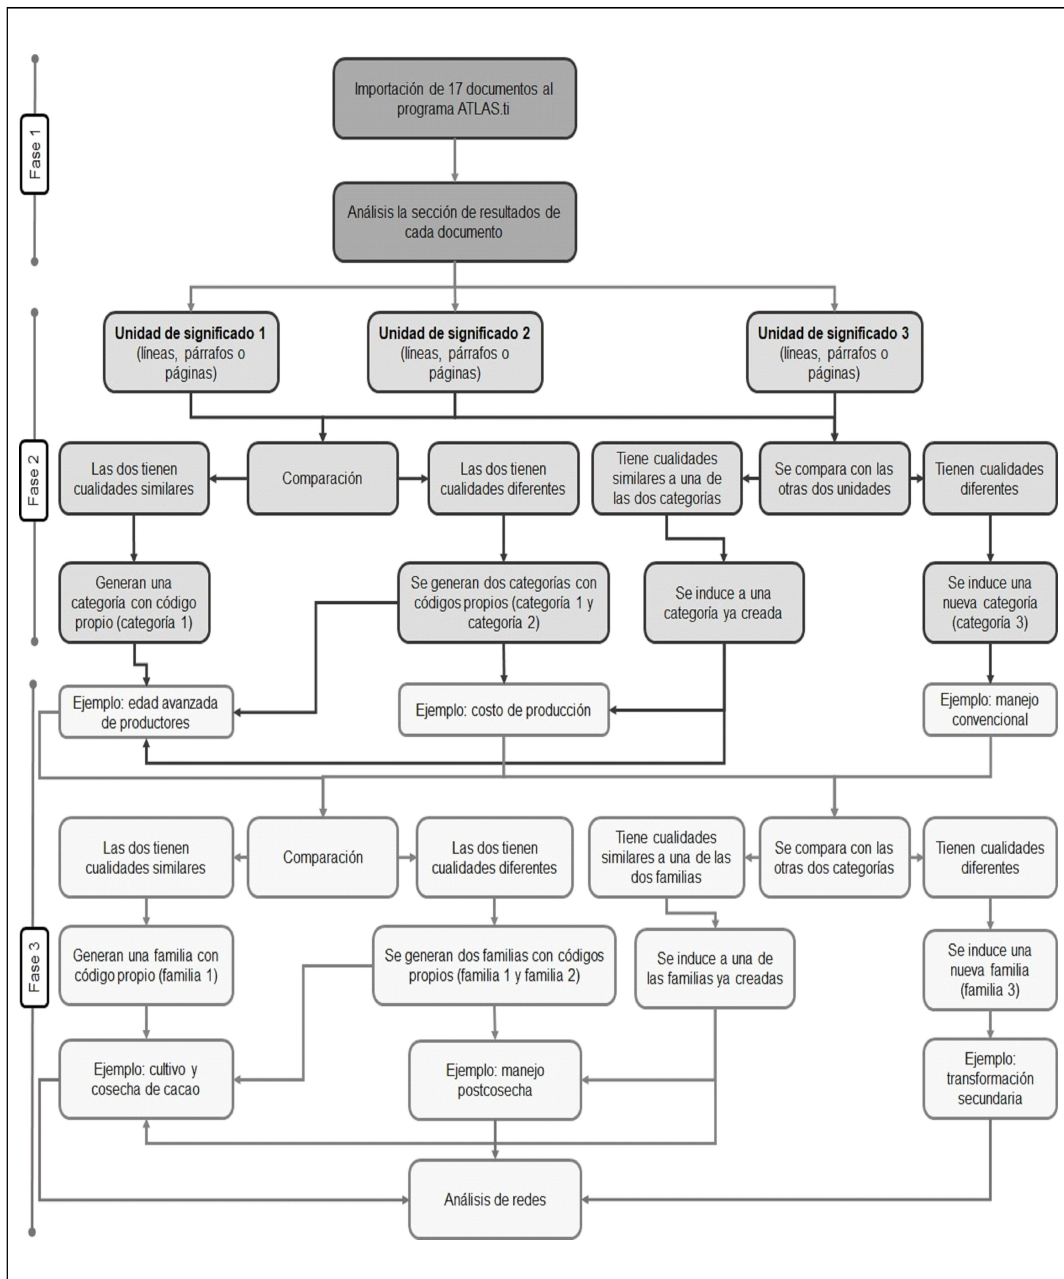 Fase 1
Importación de 17 documentos al
programa ATLAS.ti
Análisis la sección de resultados de
cada documento
Fase 2
Unidad de significado 1
(líneas, párrafos o
páginas)
Unidad de significado 2
(líneas, párrafos o
páginas)
Unidad de significado 3
(líneas, párrafos o
páginas)
Las dos tienen
cualidades similares
Comparación
Las dos tienen
cualidades diferentes
Tiene cualidades
similares a una de
las dos categorías
Se compara con las
otras dos unidades
Tienen cualidades
diferentes
Generan una
categoría con código
propio (categoría 1)
Se generan dos categorías con
códigos propios (categoría 1 y
categoría 2)
Se induce a una
categoría ya creada
Se induce una
nueva categoría
(categoría 3)
Fase 3
Ejemplo: edad avanzada
de productores
Ejemplo: costo de producción
Ejemplo: manejo
convencional
Las dos tienen
cualidades similares
Comparación
Las dos tienen
cualidades diferentes
Tiene cualidades
similares a una de las
dos familias
Se compara con las
otras dos categorías
Tienen cualidades
diferentes
Generan una familia con
código propio (familia 1)
Se generan dos familias con códigos
propios (familia 1 y familia 2)
Se induce a una de
las familias ya creadas
Se induce una
nueva familia
(familia 3)
Ejemplo: cultivo y
cosecha de cacao
Ejemplo: manejo
postcosecha
Ejemplo:
transformación
secundaria
Análisis de redes